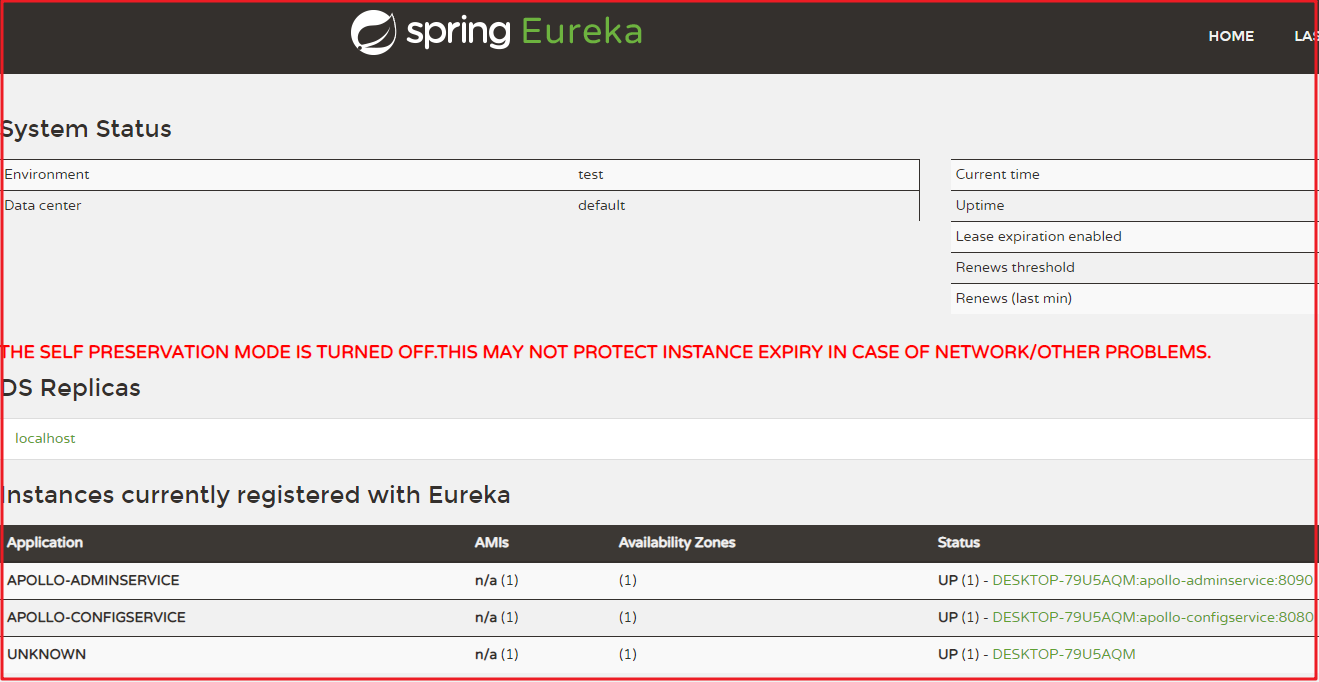 spring Eureka
HOME LAS
System Status
Environment test
Data center default
Current time
Uptime
Lease expiration enabled
Renews threshold
Renews (last min)
THE SELF PRESERVATION MODE IS TURNED OFF.THIS MAY NOT PROTECT INSTANCE EXPIRY IN CASE OF NETWORK/OTHER PROBLEMS.
DS Replicas
localhost
Instances currently registered with Eureka
Application AMIs Availability Zones Status
APOLLO-ADMINSERVICE n/a (1) (1) UP (1) - DESKTOP-79U5AQM:apollo-adminservice:8090
APOLLO-CONFIGSERVICE n/a (1) (1) UP (1) - DESKTOP-79U5AQM:apollo-configservice:8080
UNKNOWN n/a (1) (1) UP (1) - DESKTOP-79U5AQM